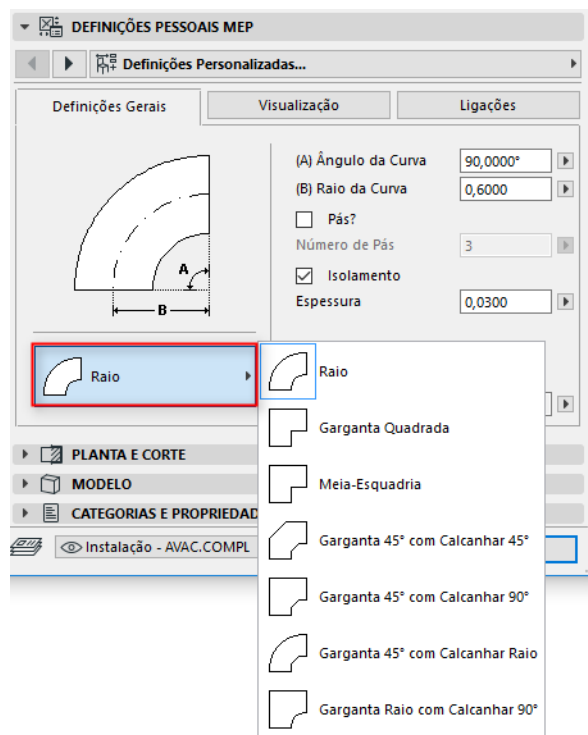 DEFINIÇÕES PESSOAIS MEP
Definições Personalizadas...
Definições Gerais
Visualização
Ligações
(A) Ângulo da Curva 90,0000°
(B) Raio da Curva 0,6000
Pás?
Número de Pás 3
Isolamento
Espessura 0,0300
A
B
Raio
Raio
Garganta Quadrada
Meia-Esquadria
Garganta 45° com Calcanhar 45°
Garganta 45° com Calcanhar 90°
Garganta 45° com Calcanhar Raio
Garganta Raio com Calcanhar 90°
PLANTA E CORTE
MODELO
CATEGORIAS E PROPRIEDAD
Instalação - AVAC.COMPL